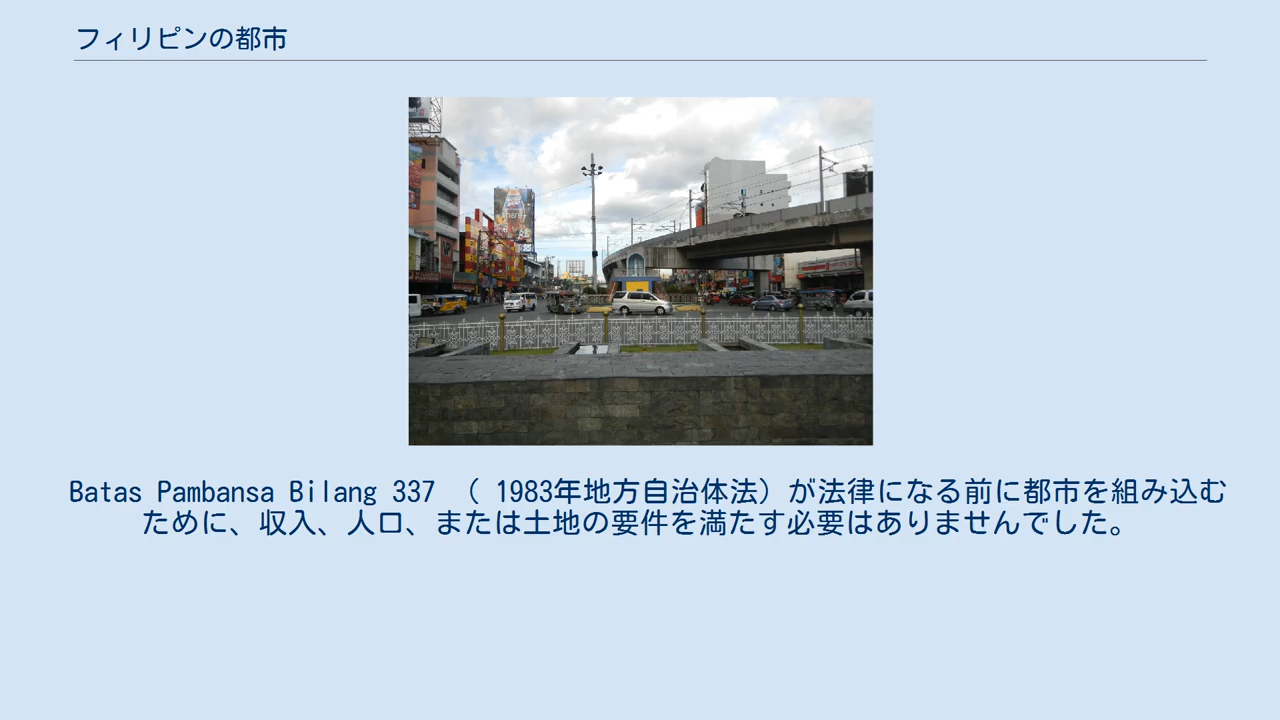 フィリピンの都市
Batas Pambansa Bilang 337 （ 1983年地方自治体法）が法律になる前に都市を組み込む
ために、収入、人口、または土地の要件を満たす必要はありませんでした。